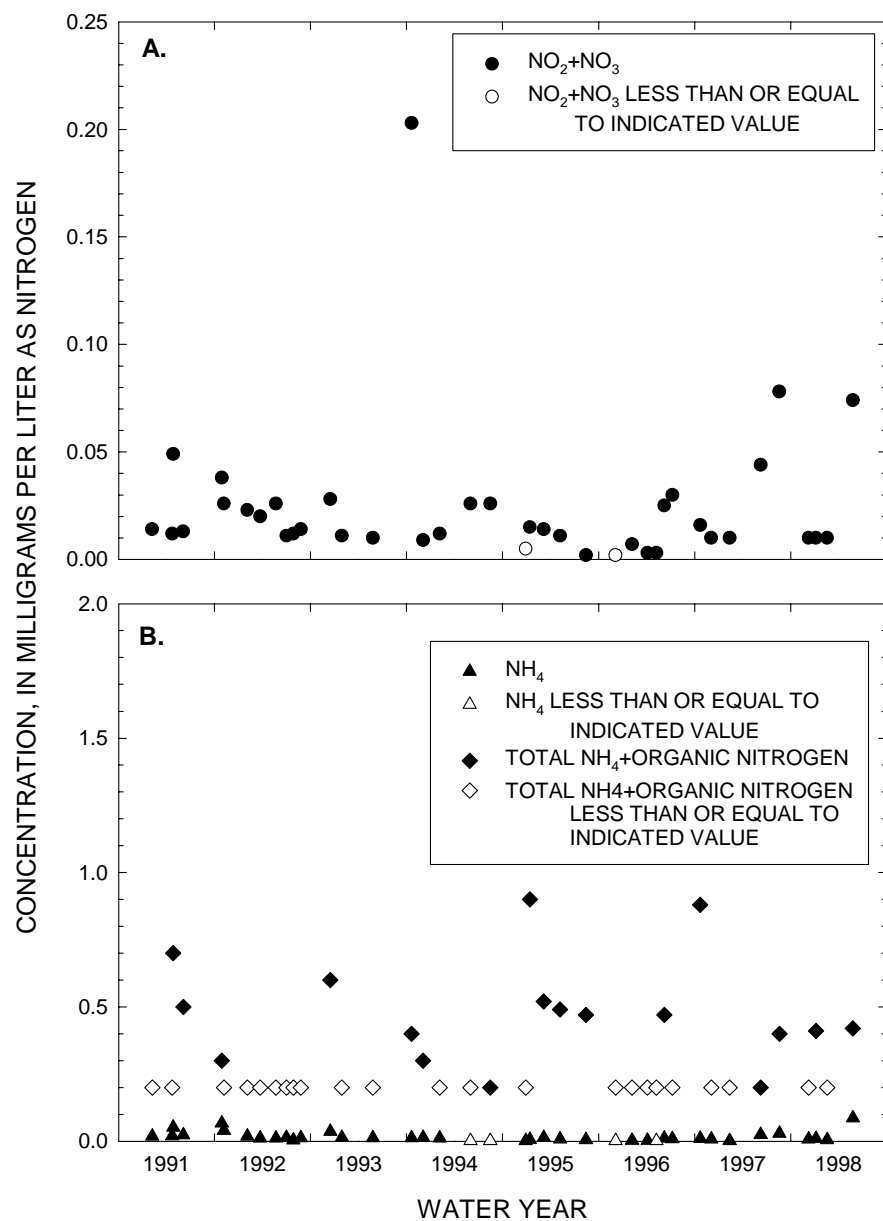 CONCENTRATION, IN MILLIGRAMS PER LITER AS NITROGEN
A.
0.25
0.20
0.15
0.10
0.05
0.00
NO₂+NO₃
NO₂+NO₃ LESS THAN OR EQUAL
TO INDICATED VALUE
B.
2.0
1.5
1.0
0.5
0.0
NH₄
NH₄ LESS THAN OR EQUAL TO
INDICATED VALUE
TOTAL NH₄+ORGANIC NITROGEN
TOTAL NH4+ORGANIC NITROGEN
LESS THAN OR EQUAL TO
INDICATED VALUE
1991 1992 1993 1994 1995 1996 1997 1998
WATER YEAR